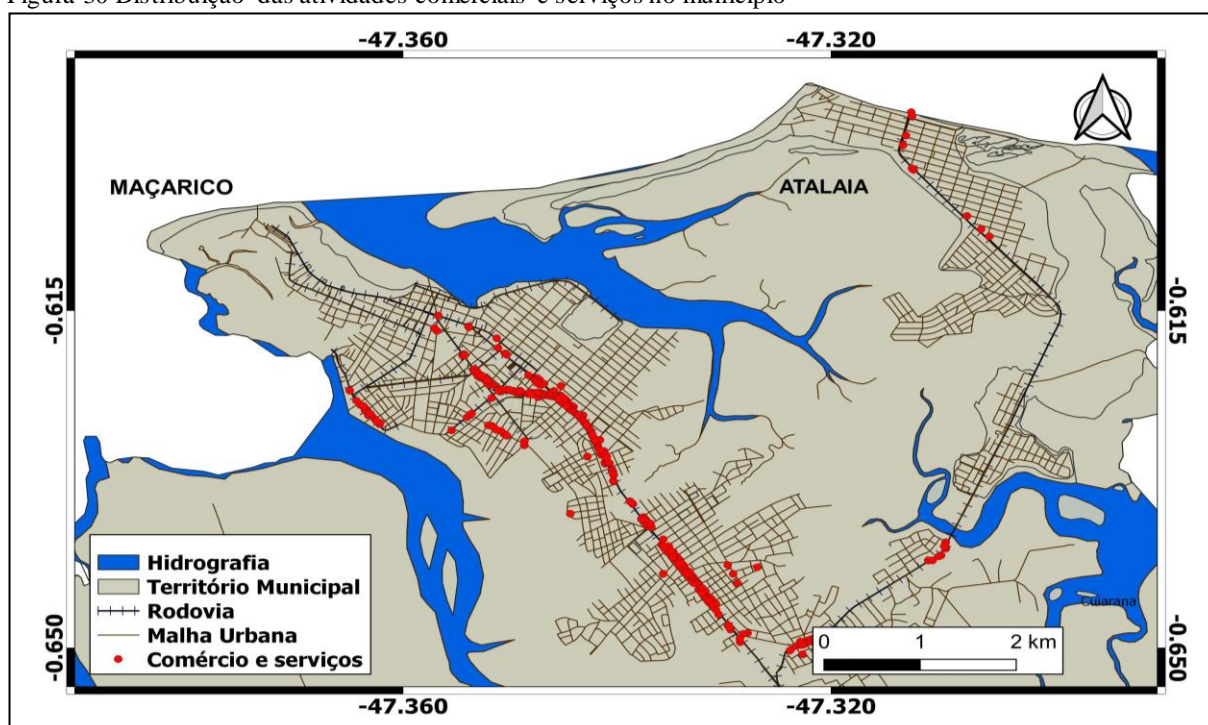 Figura 30 Distribuição das atividades comerciais e serviços no município
-47.360 -47.320
MAÇARICO
ATALAIA
-0.615 -0.615
Hidrografia
Território Municipal
Rodovia
Malha Urbana
Comércio e serviços
Cuiarana
0 1 2 km
-0.650 -0.650
-47.360 -47.320